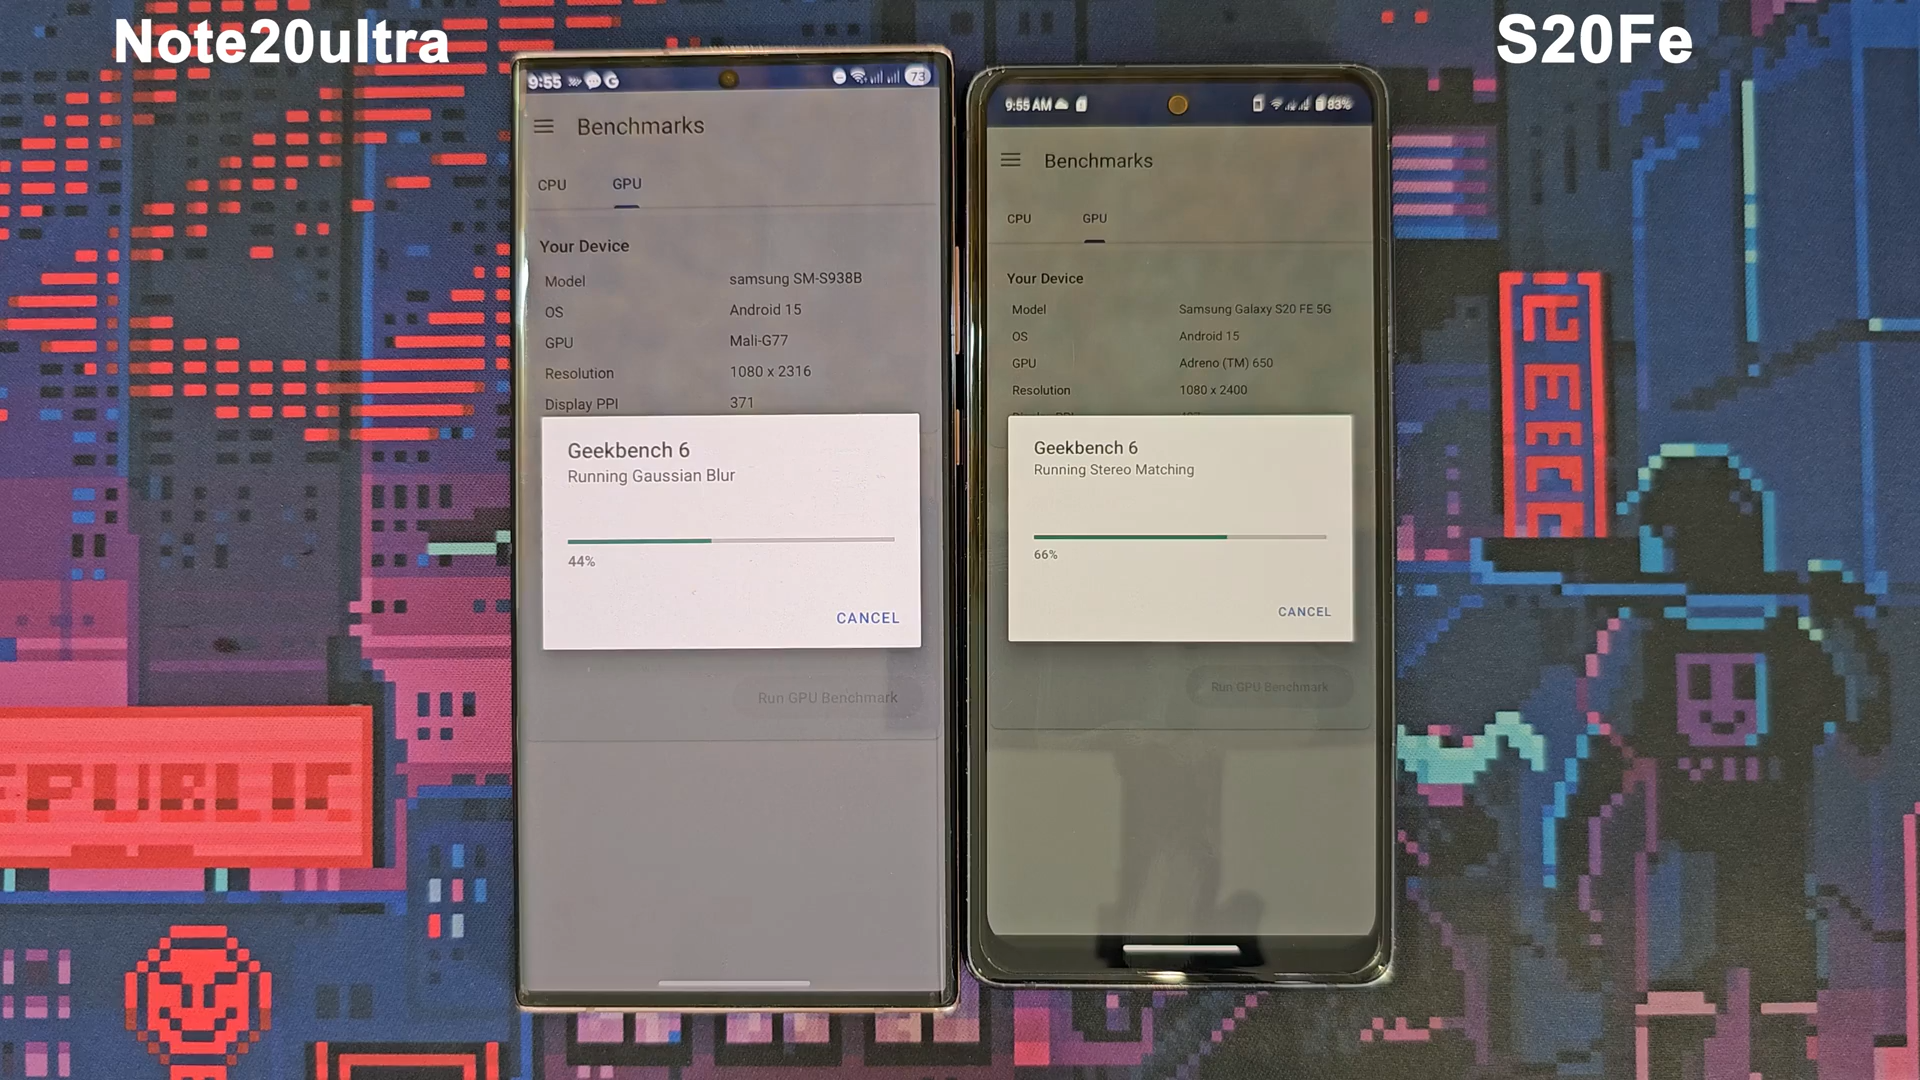 Note20ultra
S20Fe
9:55
73
Benchmarks
CPU
GPU
Your Device
Model
samsung SM-S938B
OS
Android 15
GPU
Mali-G77
Resolution
1080 x 2316
Display PPI
371
Geekbench 6
Running Gaussian Blur
44%
CANCEL
Run GPU Benchmark
9:55 AM
83%
Benchmarks
CPU
GPU
Your Device
Model
Samsung Galaxy S20 FE 5G
OS
Android 15
GPU
Adreno (TM) 650
Resolution
1080 x 2400
Geekbench 6
Running Stereo Matching
66%
CANCEL
Run GPU Benchmark
EPUBLIC